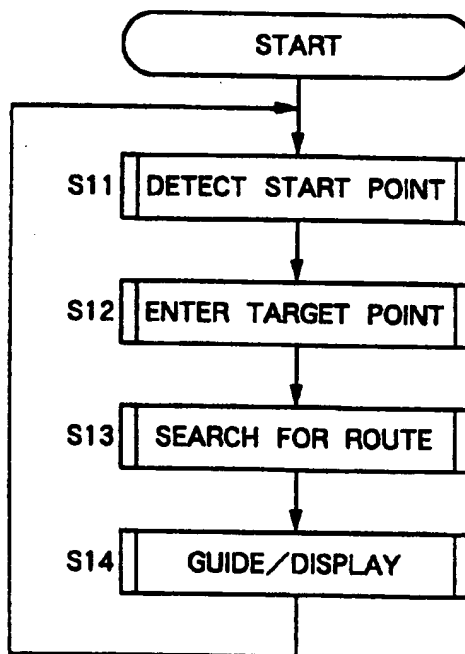 START
S11 DETECT START POINT
S12 ENTER TARGET POINT
S13 SEARCH FOR ROUTE
S14 GUIDE/DISPLAY